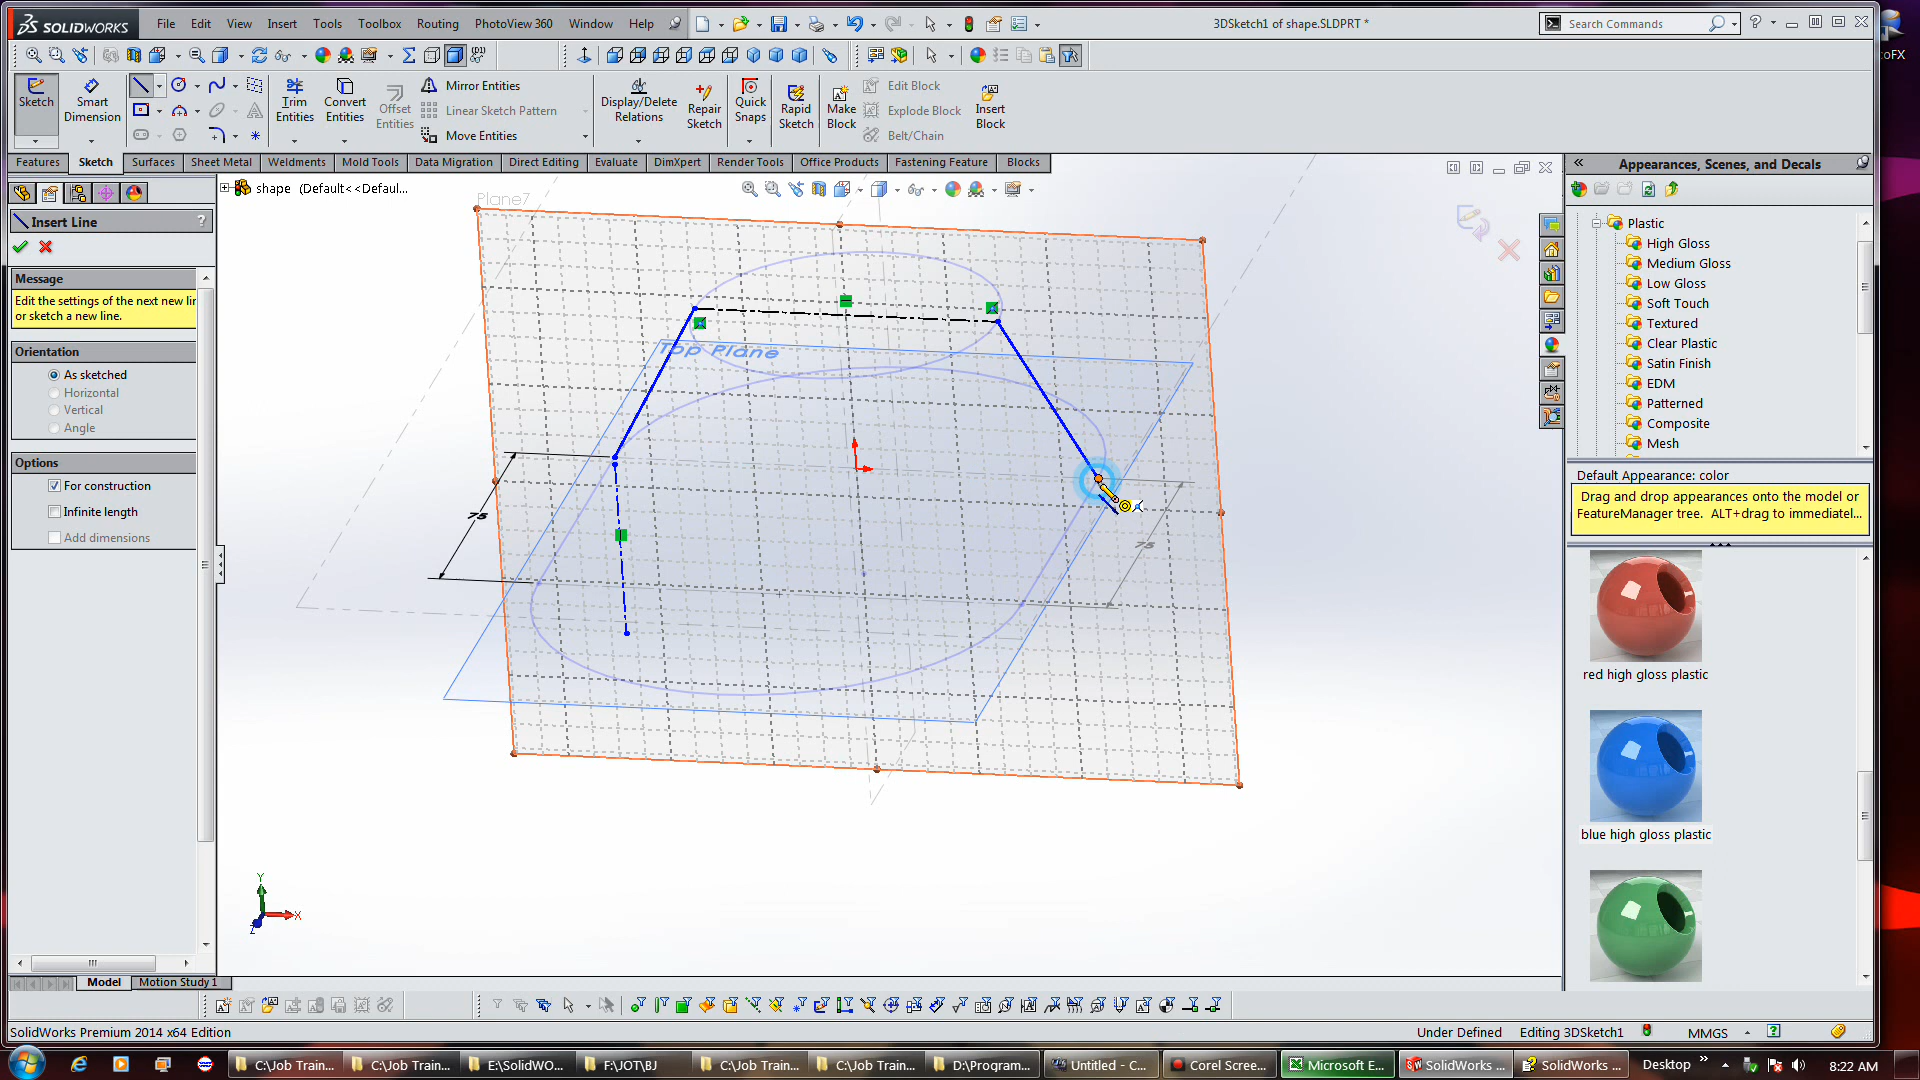 SOLIDWORKS
File Edit View Insert Tools Toolbox Routing PhotoView 360 Window Help
3DSketch1 of shape.SLDPRT *
Search Commands
Sketch
Smart Dimension
Trim Entities
Convert Entities
Offset Entities
Mirror Entities
Linear Sketch Pattern
Move Entities
Display/Delete Relations
Repair Sketch
Quick Snaps
Rapid Sketch
Make Block
Edit Block
Explode Block
Belt/Chain
Insert Block
Features Sketch Surfaces Sheet Metal Weldments Mold Tools Data Migration Direct Editing Evaluate DimXpert Render Tools Office Products Fastening Feature Blocks
Insert Line ?
Message
Edit the settings of the next new lin
or sketch a new line.
Orientation
As sketched
Horizontal
Vertical
Angle
Options
For construction
Infinite length
Add dimensions
shape (Default<<Defaul...
Plane7
Top Plane
75
75
Y
X
Z
Appearances, Scenes, and Decals
Plastic
High Gloss
Medium Gloss
Low Gloss
Soft Touch
Textured
Clear Plastic
Satin Finish
EDM
Patterned
Composite
Mesh
Default Appearance: color
Drag and drop appearances onto the model or
FeatureManager tree. ALT+drag to immediatel...
red high gloss plastic
blue high gloss plastic
Model Motion Study 1
SolidWorks Premium 2014 x64 Edition
Under Defined Editing 3DSketch1 MMGS
C:\Job Train... C:\Job Train... E:\SolidWO... F:\JOT\BJ C:\Job Train... C:\Job Train... D:\Program... Untitled - C... Corel Scree... Microsoft E... SolidWorks ... SolidWorks ... Desktop 8:22 AM